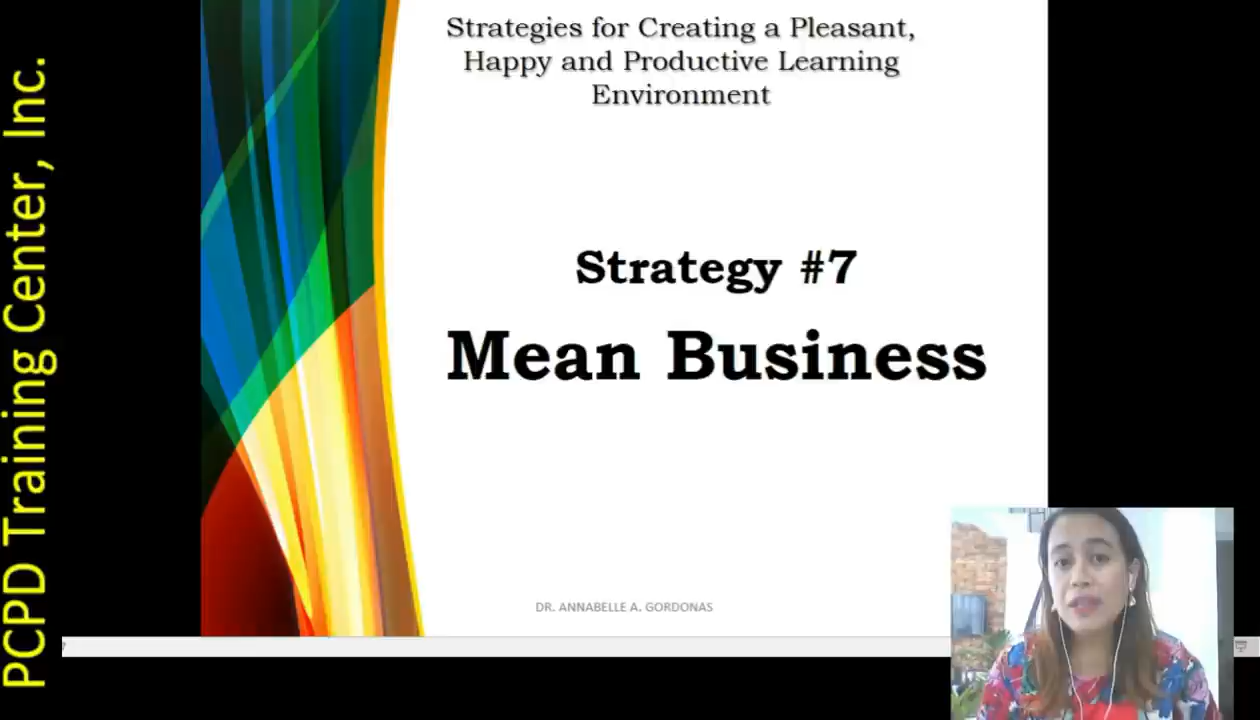 PCPD Training Center, Inc.
Strategies for Creating a Pleasant,
Happy and Productive Learning
Environment
Strategy #7
Mean Business
DR. ANNABELLE A. GORDONAS